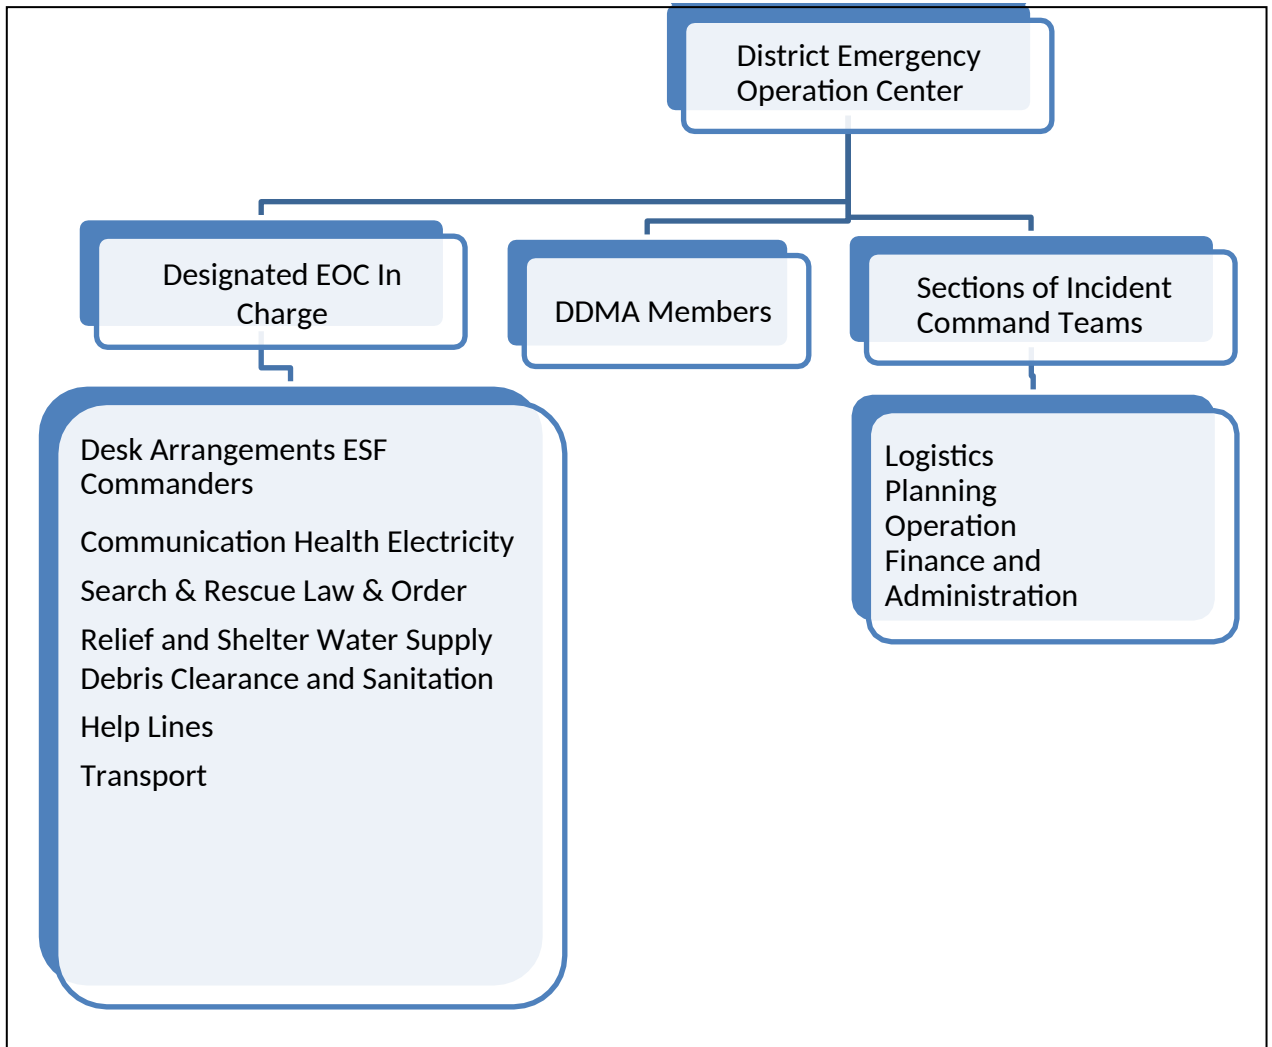 District Emergency
Operation Center
Designated EOC In
Charge
DDMA Members
Sections of Incident
Command Teams
Desk Arrangements ESF
Commanders
Communication Health Electricity
Search & Rescue Law & Order
Relief and Shelter Water Supply
Debris Clearance and Sanitation
Help Lines
Transport
Logistics
Planning
Operation
Finance and
Administration